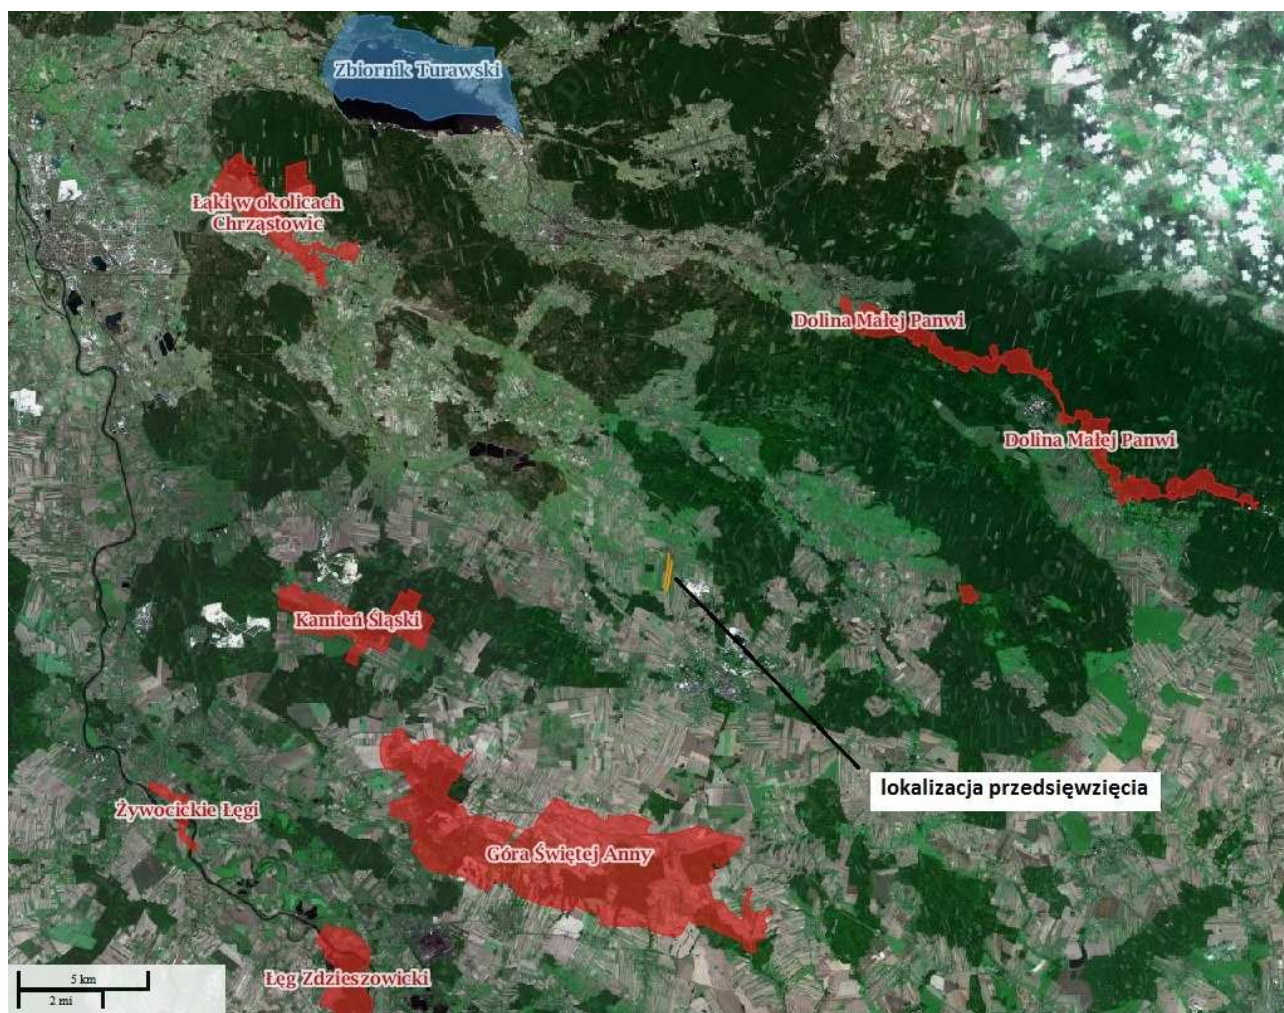 Zbiornik Turawski
Łąki w okolicach
Chrząstowic
Dolina Małej Panwi
Dolina Małej Panwi
Kamień Śląski
lokalizacja przedsięwzięcia
Żywocickie Łęgi
Góra Świętej Anny
Łęg Zdzieszowicki
5 km
2 mi